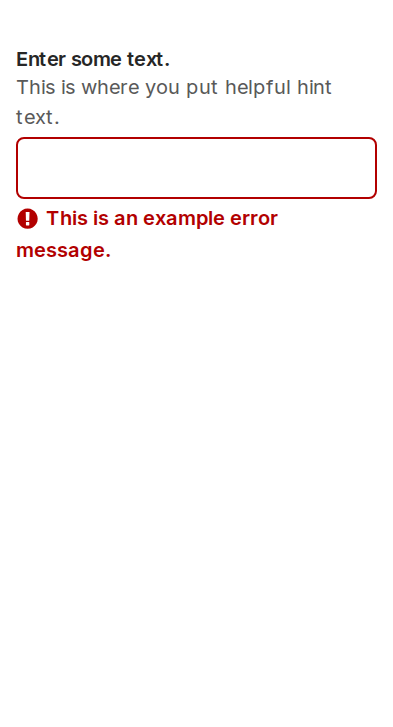 Enter some text.
This is where you put helpful hint
text.
This is an example error
message.